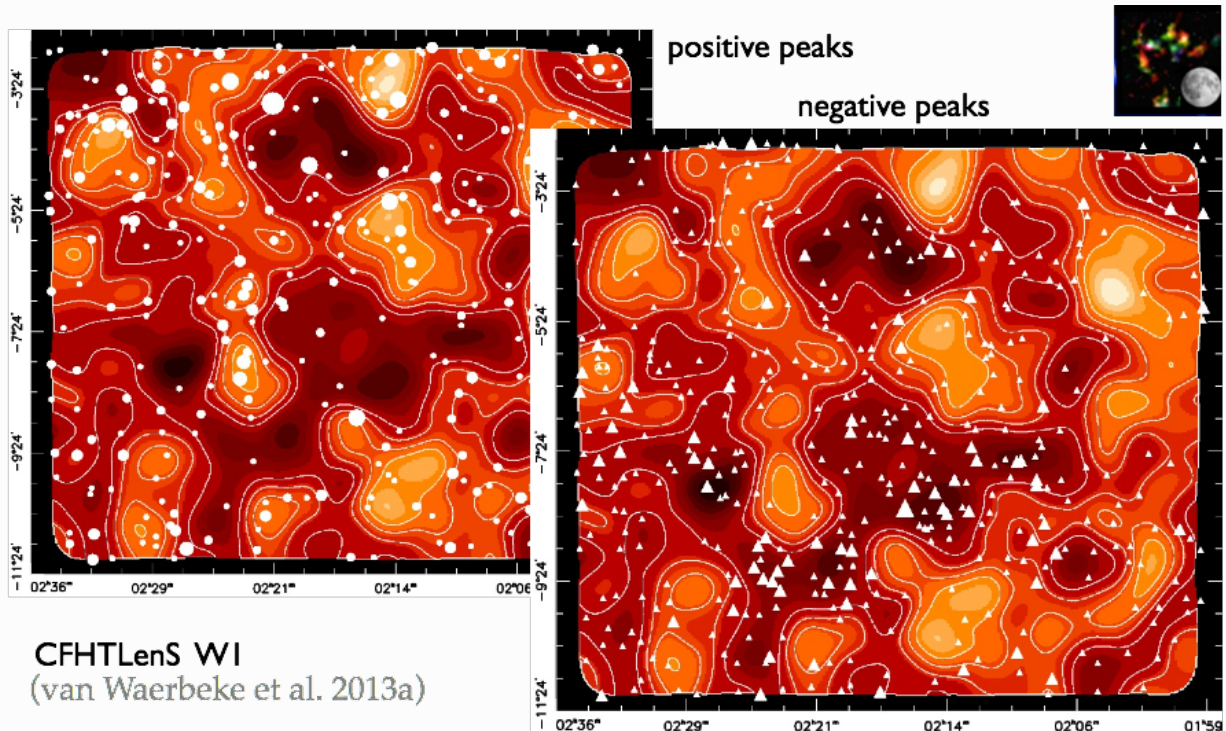 positive peaks
negative peaks
-3°24'
-5°24'
-7°24'
-9°24'
-11°24'
02ʰ36ᵐ
02ʰ29ᵐ
02ʰ21ᵐ
02ʰ14ᵐ
02ʰ06
-3°24'
-5°24'
-7°24'
-9°24'
-11°24'
02ʰ36ᵐ
02ʰ29ᵐ
02ʰ21ᵐ
02ʰ14ᵐ
02ʰ06ᵐ
01ʰ59
CFHTLenS W1
(van Waerbeke et al. 2013a)